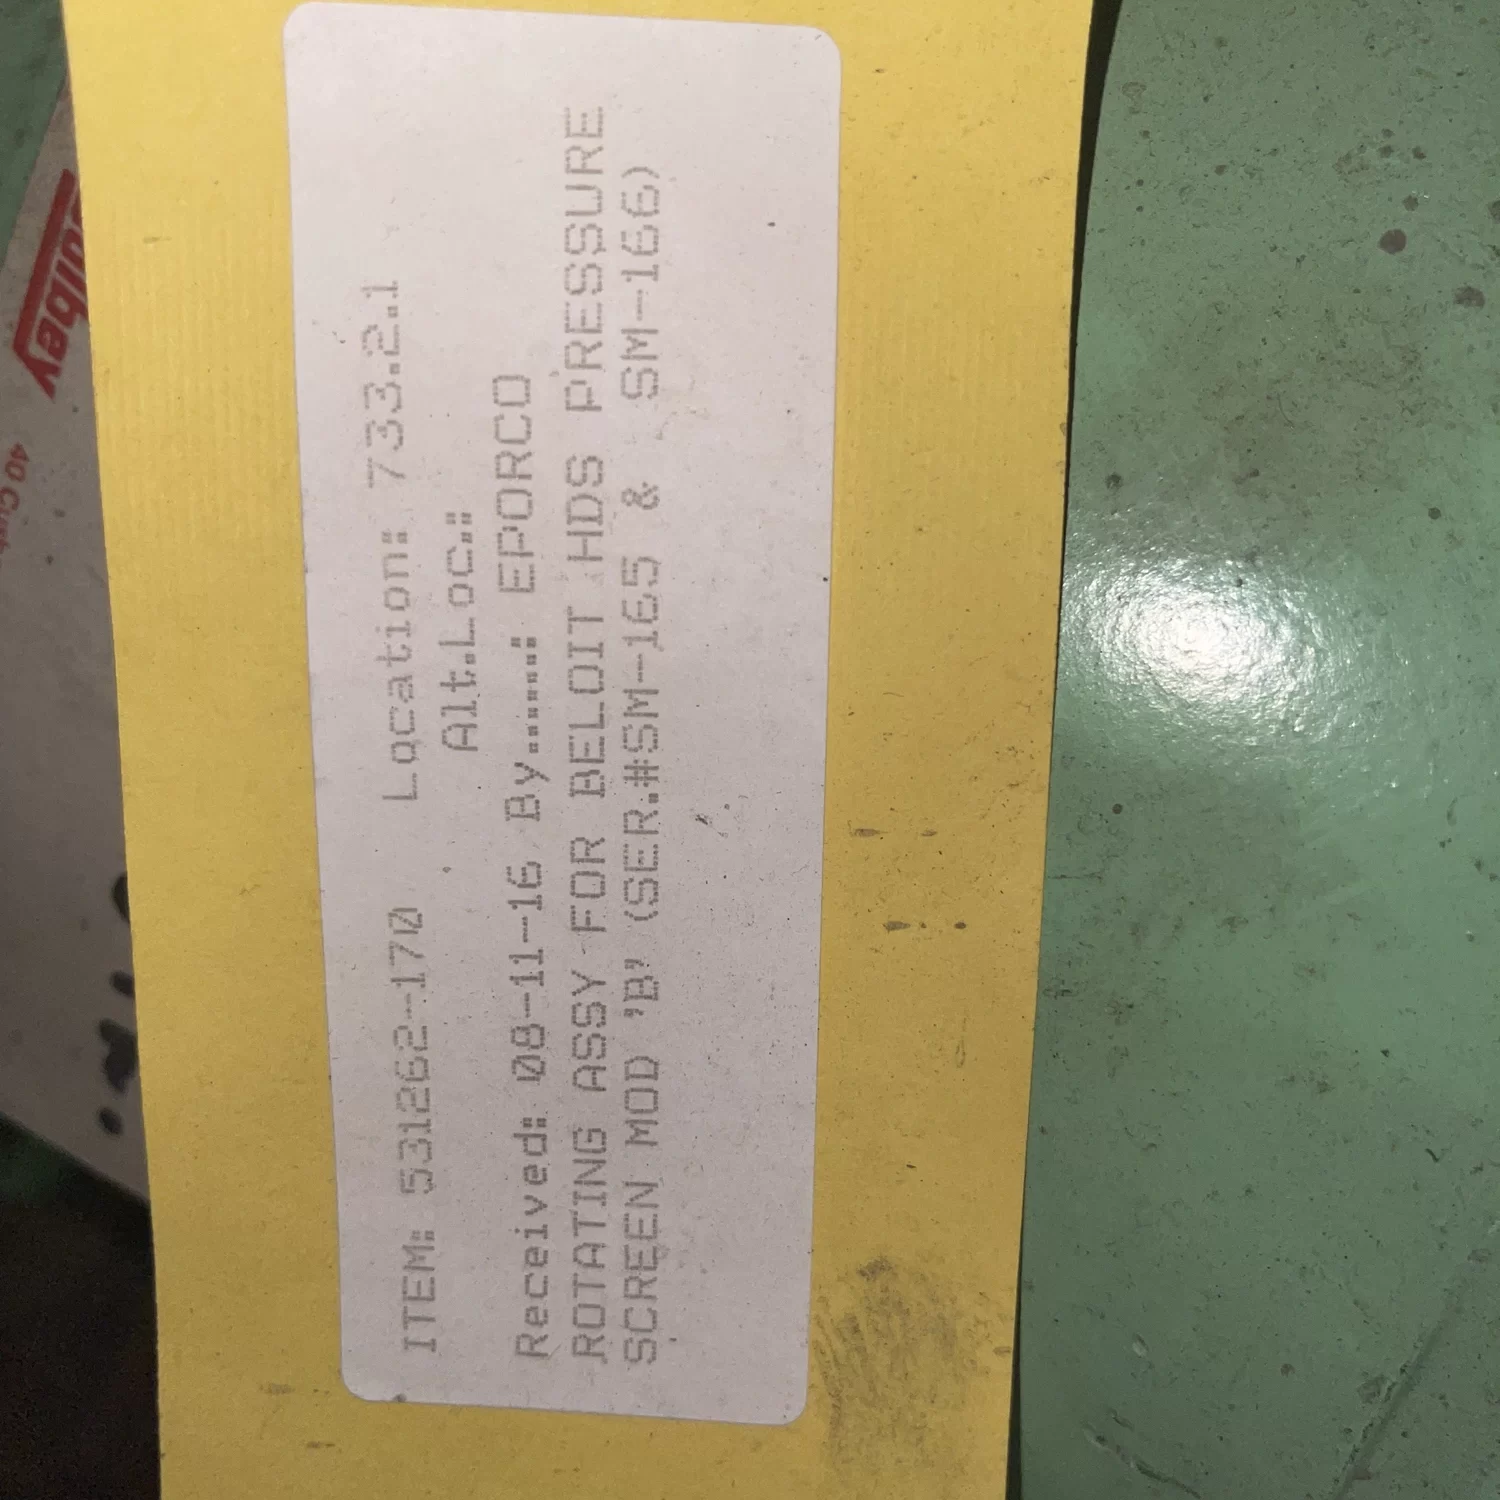 ITEM: 531262-170 Location: 733.2.1
Alt.Loc.:
Received: 08-11-16 By.....: EPORCO
ROTATING ASSY FOR BELOIT HDS PRESSURE
SCREEN MOD 'B' (SER.#SM-165 & SM-166)